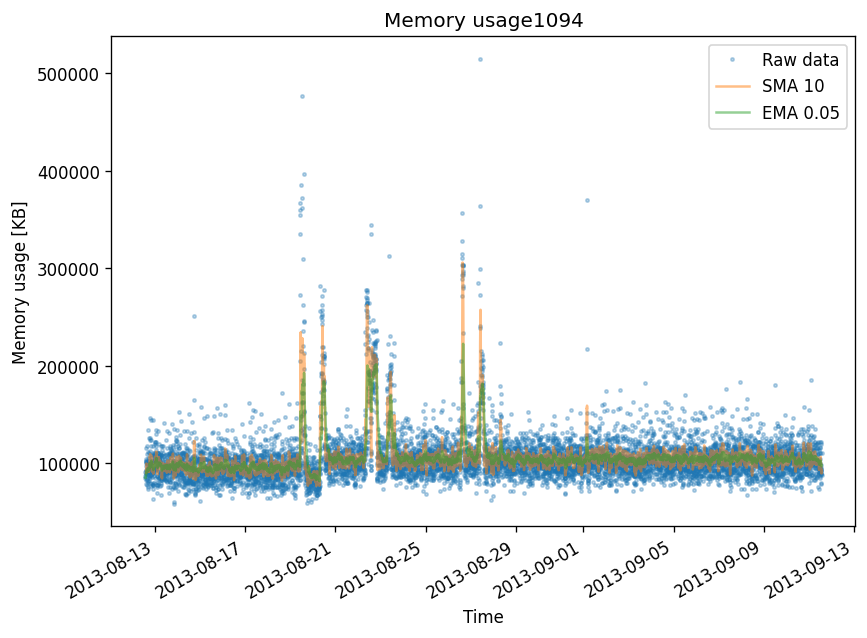 Memory usage1094
Raw data
SMA 10
EMA 0.05
Memory usage [KB]
500000
400000
300000
200000
100000
2013-08-13
2013-08-17
2013-08-21
2013-08-25
2013-08-29
2013-09-01
2013-09-05
2013-09-09
2013-09-13
Time